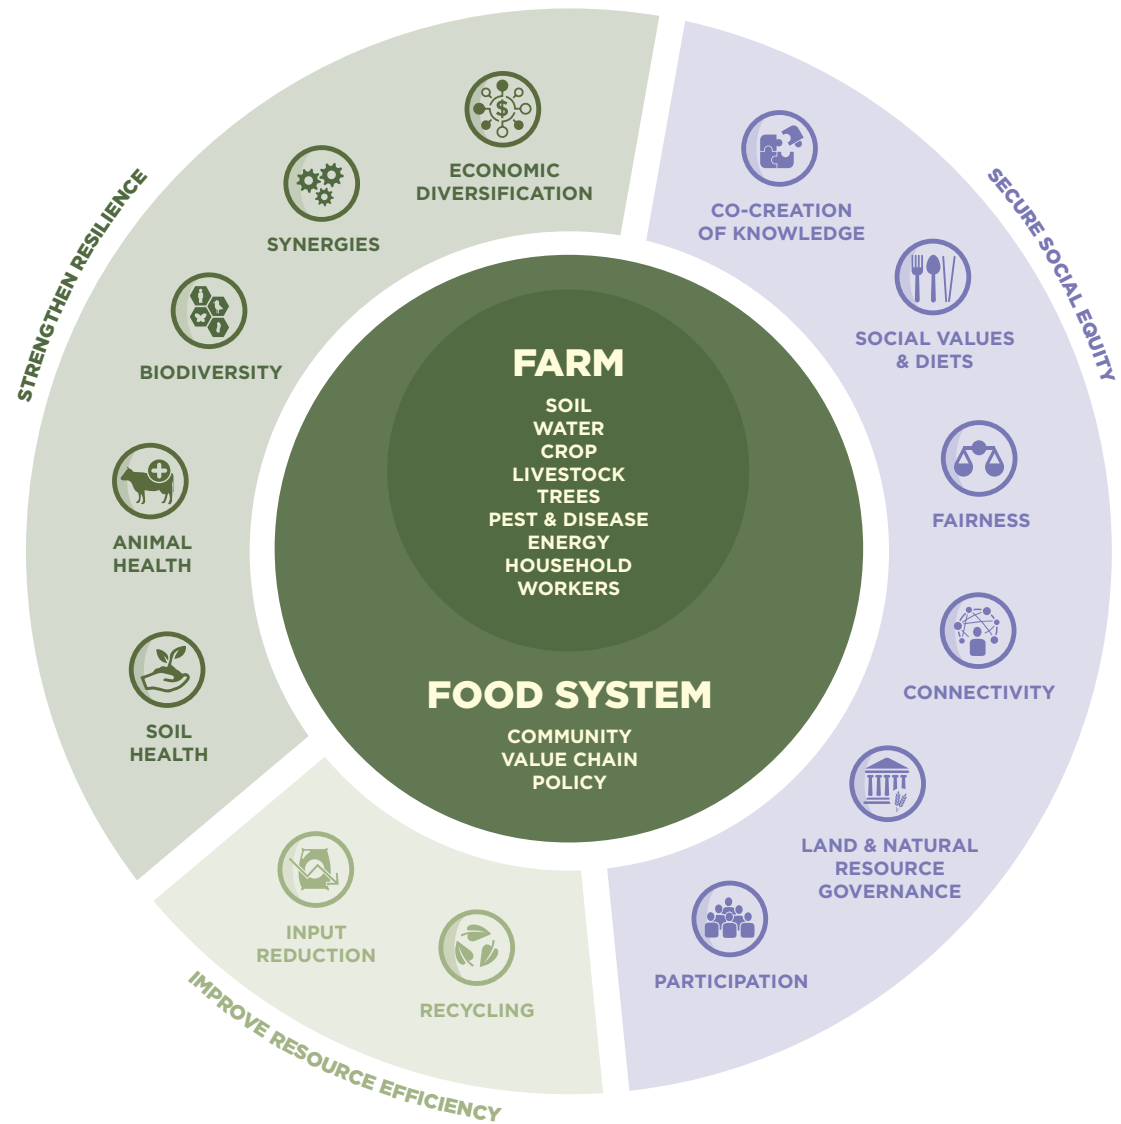 STRENGTHEN RESILIENCE
ECONOMIC
DIVERSIFICATION
SYNERGIES
BIODIVERSITY
ANIMAL
HEALTH
SOIL
HEALTH
SECURE SOCIAL EQUITY
CO-CREATION
OF KNOWLEDGE
SOCIAL VALUES
& DIETS
FAIRNESS
CONNECTIVITY
LAND & NATURAL
RESOURCE
GOVERNANCE
PARTICIPATION
IMPROVE RESOURCE EFFICIENCY
INPUT
REDUCTION
RECYCLING
FARM
SOIL
WATER
CROP
LIVESTOCK
TREES
PEST & DISEASE
ENERGY
HOUSEHOLD
WORKERS
FOOD SYSTEM
COMMUNITY
VALUE CHAIN
POLICY
$